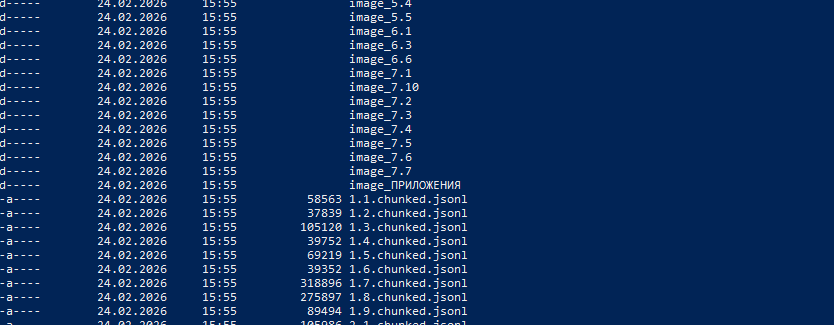 d----- 24.02.2026 15:55 image_5.4
d----- 24.02.2026 15:55 image_5.5
d----- 24.02.2026 15:55 image_6.1
d----- 24.02.2026 15:55 image_6.3
d----- 24.02.2026 15:55 image_6.6
d----- 24.02.2026 15:55 image_7.1
d----- 24.02.2026 15:55 image_7.10
d----- 24.02.2026 15:55 image_7.2
d----- 24.02.2026 15:55 image_7.3
d----- 24.02.2026 15:55 image_7.4
d----- 24.02.2026 15:55 image_7.5
d----- 24.02.2026 15:55 image_7.6
d----- 24.02.2026 15:55 image_7.7
d----- 24.02.2026 15:55 image_ПРИЛОЖЕНИЯ
-a---- 24.02.2026 15:55 58563 1.1.chunked.jsonl
-a---- 24.02.2026 15:55 37839 1.2.chunked.jsonl
-a---- 24.02.2026 15:55 105120 1.3.chunked.jsonl
-a---- 24.02.2026 15:55 39752 1.4.chunked.jsonl
-a---- 24.02.2026 15:55 69219 1.5.chunked.jsonl
-a---- 24.02.2026 15:55 39352 1.6.chunked.jsonl
-a---- 24.02.2026 15:55 318896 1.7.chunked.jsonl
-a---- 24.02.2026 15:55 275897 1.8.chunked.jsonl
-a---- 24.02.2026 15:55 89494 1.9.chunked.jsonl
-a---- 24.02.2026 15:55 105986 2.1.chunked.jsonl